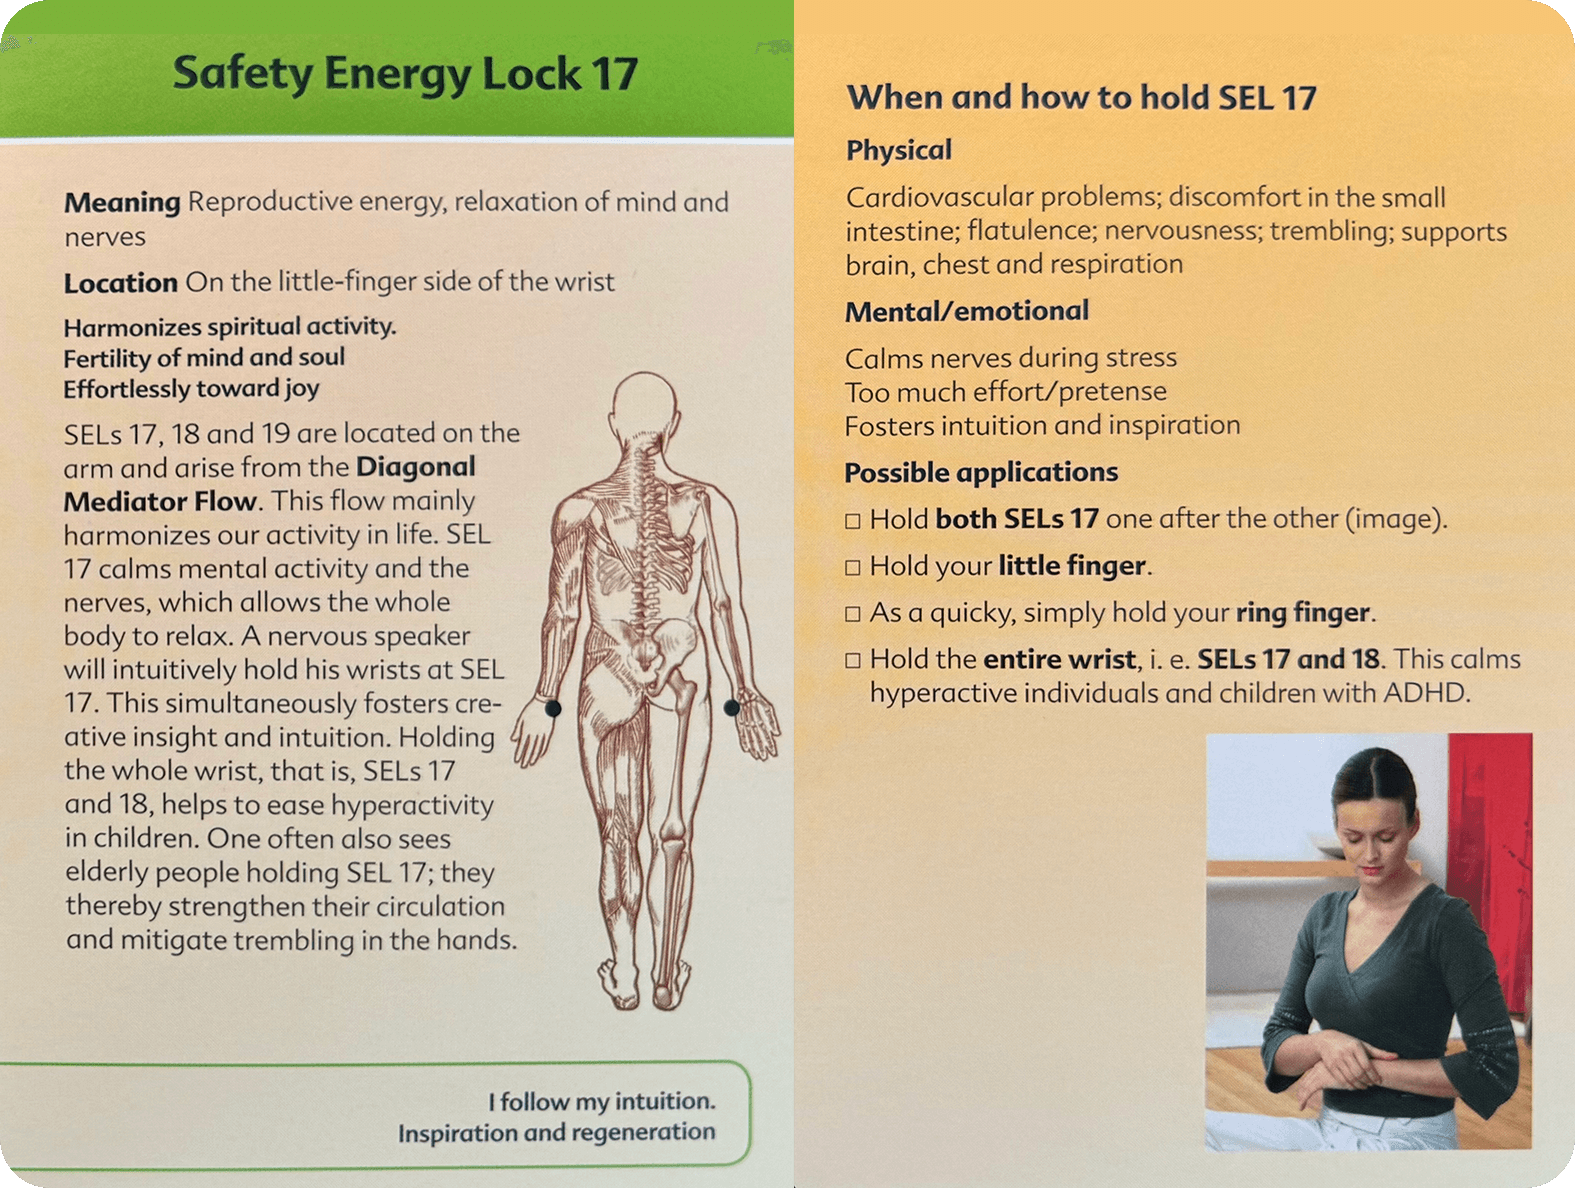 Safety Energy Lock 17
Meaning Reproductive energy, relaxation of mind and
nerves
Location On the little-finger side of the wrist
Harmonizes spiritual activity.
Fertility of mind and soul
Effortlessly toward joy
SELs 17, 18 and 19 are located on the
arm and arise from the Diagonal
Mediator Flow. This flow mainly
harmonizes our activity in life. SEL
17 calms mental activity and the
nerves, which allows the whole
body to relax. A nervous speaker
will intuitively hold his wrists at SEL
17. This simultaneously fosters cre-
ative insight and intuition. Holding
the whole wrist, that is, SELs 17
and 18, helps to ease hyperactivity
in children. One often also sees
elderly people holding SEL 17; they
thereby strengthen their circulation
and mitigate trembling in the hands.
I follow my intuition.
Inspiration and regeneration
When and how to hold SEL 17
Physical
Cardiovascular problems; discomfort in the small
intestine; flatulence; nervousness; trembling; supports
brain, chest and respiration
Mental/emotional
Calms nerves during stress
Too much effort/pretense
Fosters intuition and inspiration
Possible applications
□ Hold both SELs 17 one after the other (image).
□ Hold your little finger.
□ As a quicky, simply hold your ring finger.
□ Hold the entire wrist, i. e. SELs 17 and 18. This calms
hyperactive individuals and children with ADHD.